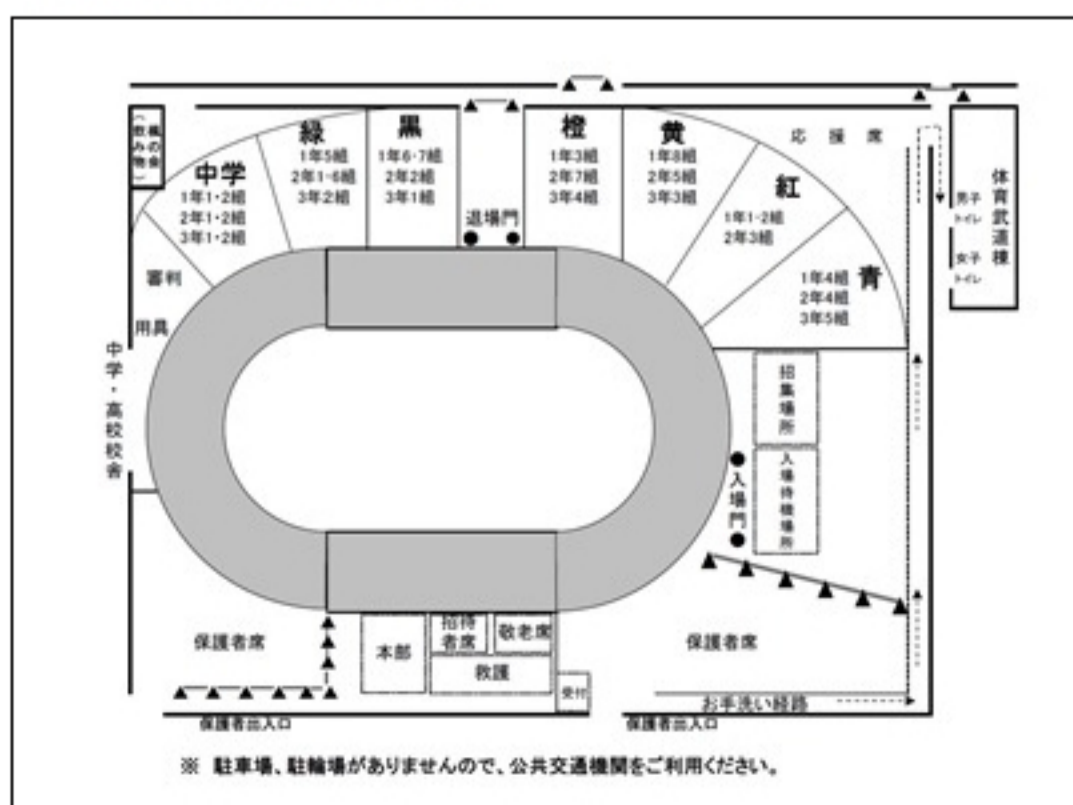 楓の会
（飲み物）
中学
1年1・2組
2年1・2組
3年1・2組
緑
1年5組
2年1・6組
3年2組
黒
1年6・7組
2年2組
3年1組
退場門
橙
1年3組
2年7組
3年4組
黄
1年8組
2年5組
3年3組
応援席
紅
1年1・2組
2年3組
青
1年4組
2年4組
3年5組
体育武道棟
男子
トイレ
女子
トイレ
審判
用具
中学・高校校舎
招集場所
入場待機場所
入場門
保護者席
本部
招待
者席
敬老席
救護
受付
保護者席
お手洗い経路
保護者出入口
保護者出入口
※ 駐車場、駐輪場がありませんので、公共交通機関をご利用ください。